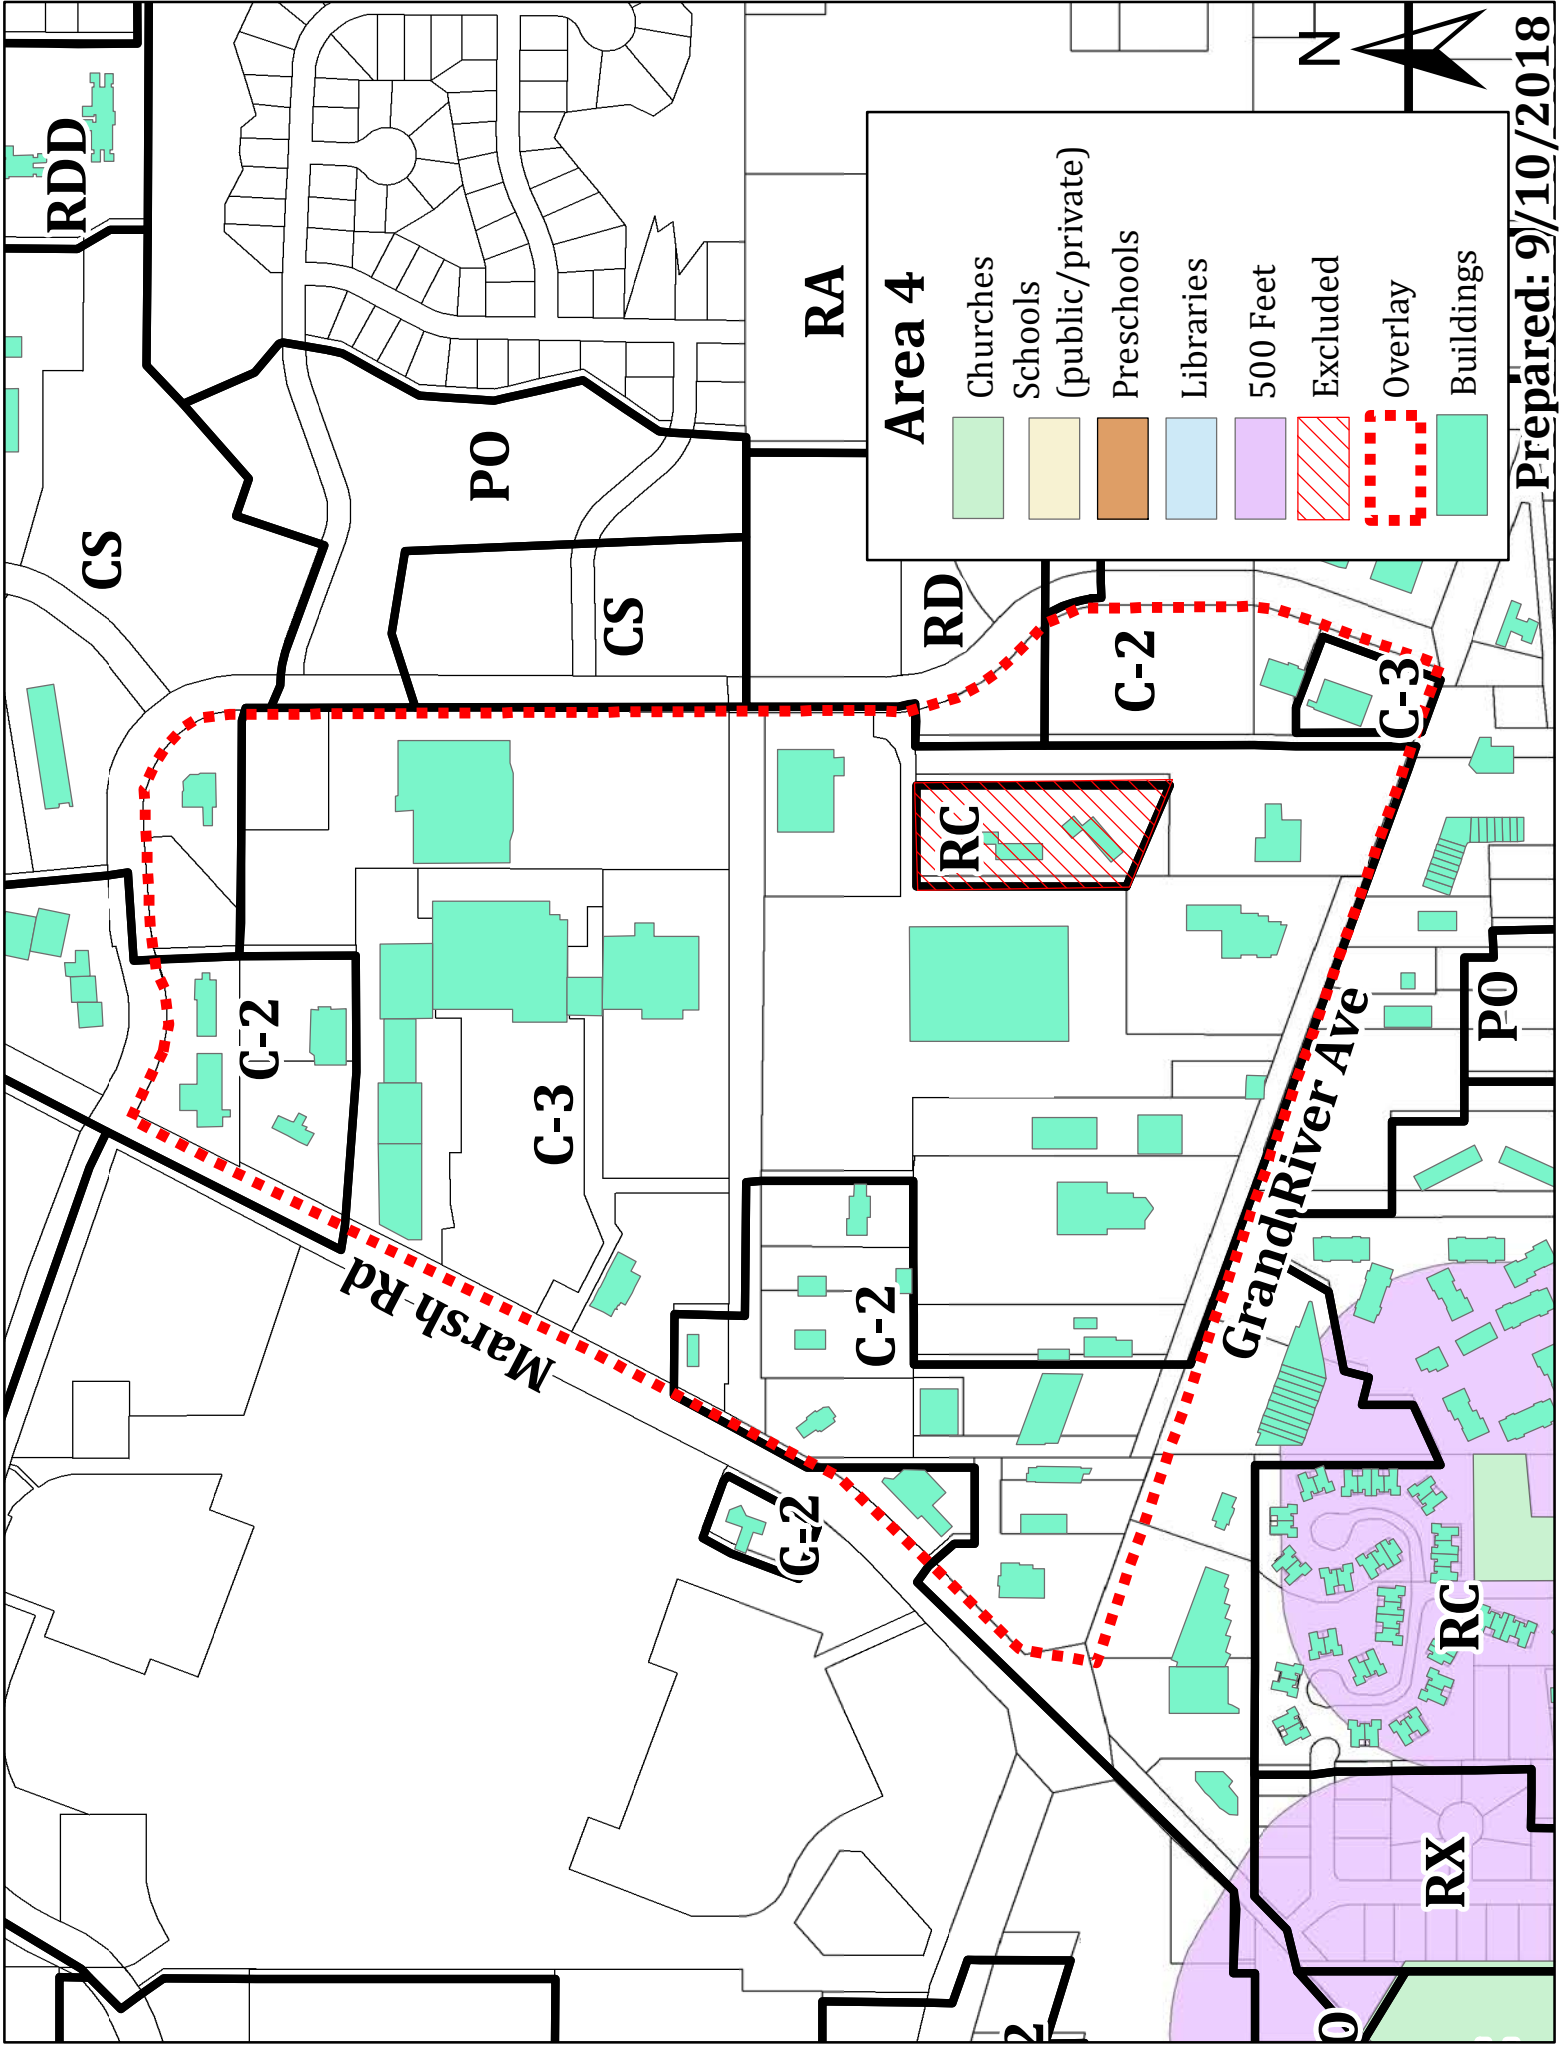 RDD
CS
PO
RA
CS
RD
C-2
C-3
RC
C-2
C-3
C-2
C-2
PO
RC
RX
Marsh Rd
Grand River Ave
N
Area 4
Churches
Schools
(public/private)
Preschools
Libraries
500 Feet
Excluded
Overlay
Buildings
Prepared: 9/10/2018